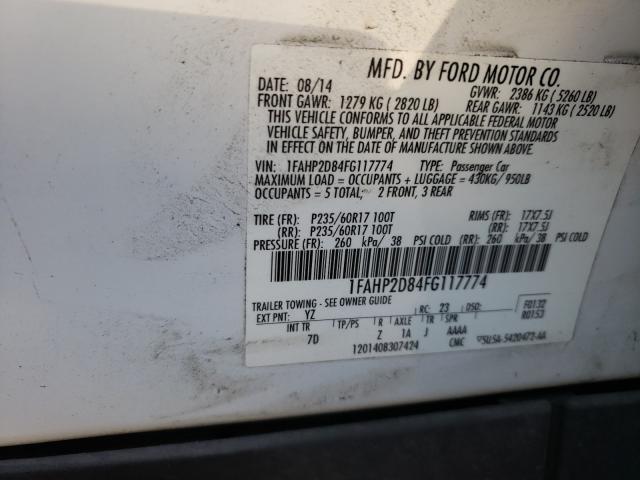 MFD. BY FORD MOTOR CO.
DATE: 08/14 GVWR: 2386 KG ( 5260 LB)
FRONT GAWR: 1279 KG ( 2820 LB) REAR GAWR: 1143 KG ( 2520 LB)
THIS VEHICLE CONFORMS TO ALL APPLICABLE FEDERAL MOTOR
VEHICLE SAFETY, BUMPER, AND THEFT PREVENTION STANDARDS
IN EFFECT ON THE DATE OF MANUFACTURE SHOWN ABOVE.
VIN: 1FAHP2D84FG117774 TYPE: Passenger Car
MAXIMUM LOAD = OCCUPANTS + LUGGAGE = 430KG/ 950LB
OCCUPANTS = 5 TOTAL; 2 FRONT, 3 REAR
TIRE (FR): P235/60R17 100T RIMS (FR): 17X7.5J
(RR): P235/60R17 100T (RR): 17X7.5J
PRESSURE (FR): 260 kPa/ 38 PSI COLD (RR): 260 kPa/ 38 PSI COLD
1FAHP2D84FG117774
TRAILER TOWING - SEE OWNER GUIDE
EXT PNT: YZ RC: 23 DSO: F0132
R0153
INT TR TP/PS R AXLE TR SPR
7D Z 1A J AAAA
1201408307424 CMC
5U5A-5420472-AA